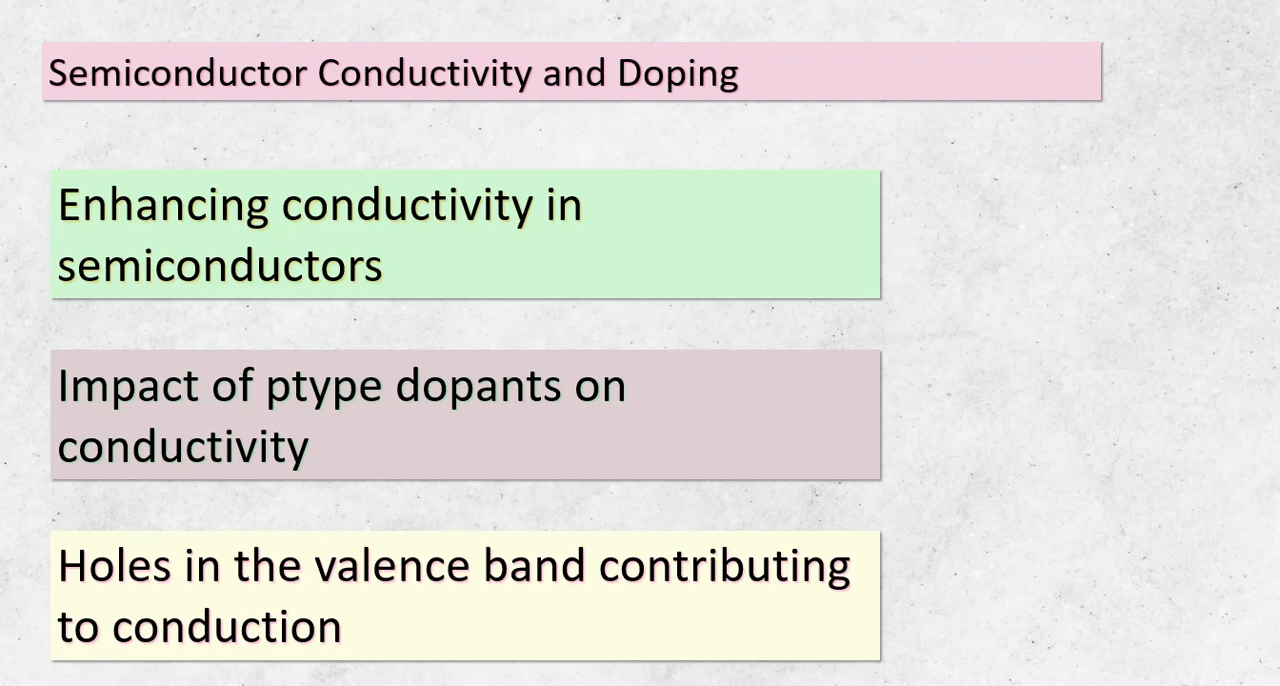 Semiconductor Conductivity and Doping
Enhancing conductivity in
semiconductors
Impact of ptype dopants on
conductivity
Holes in the valence band contributing
to conduction